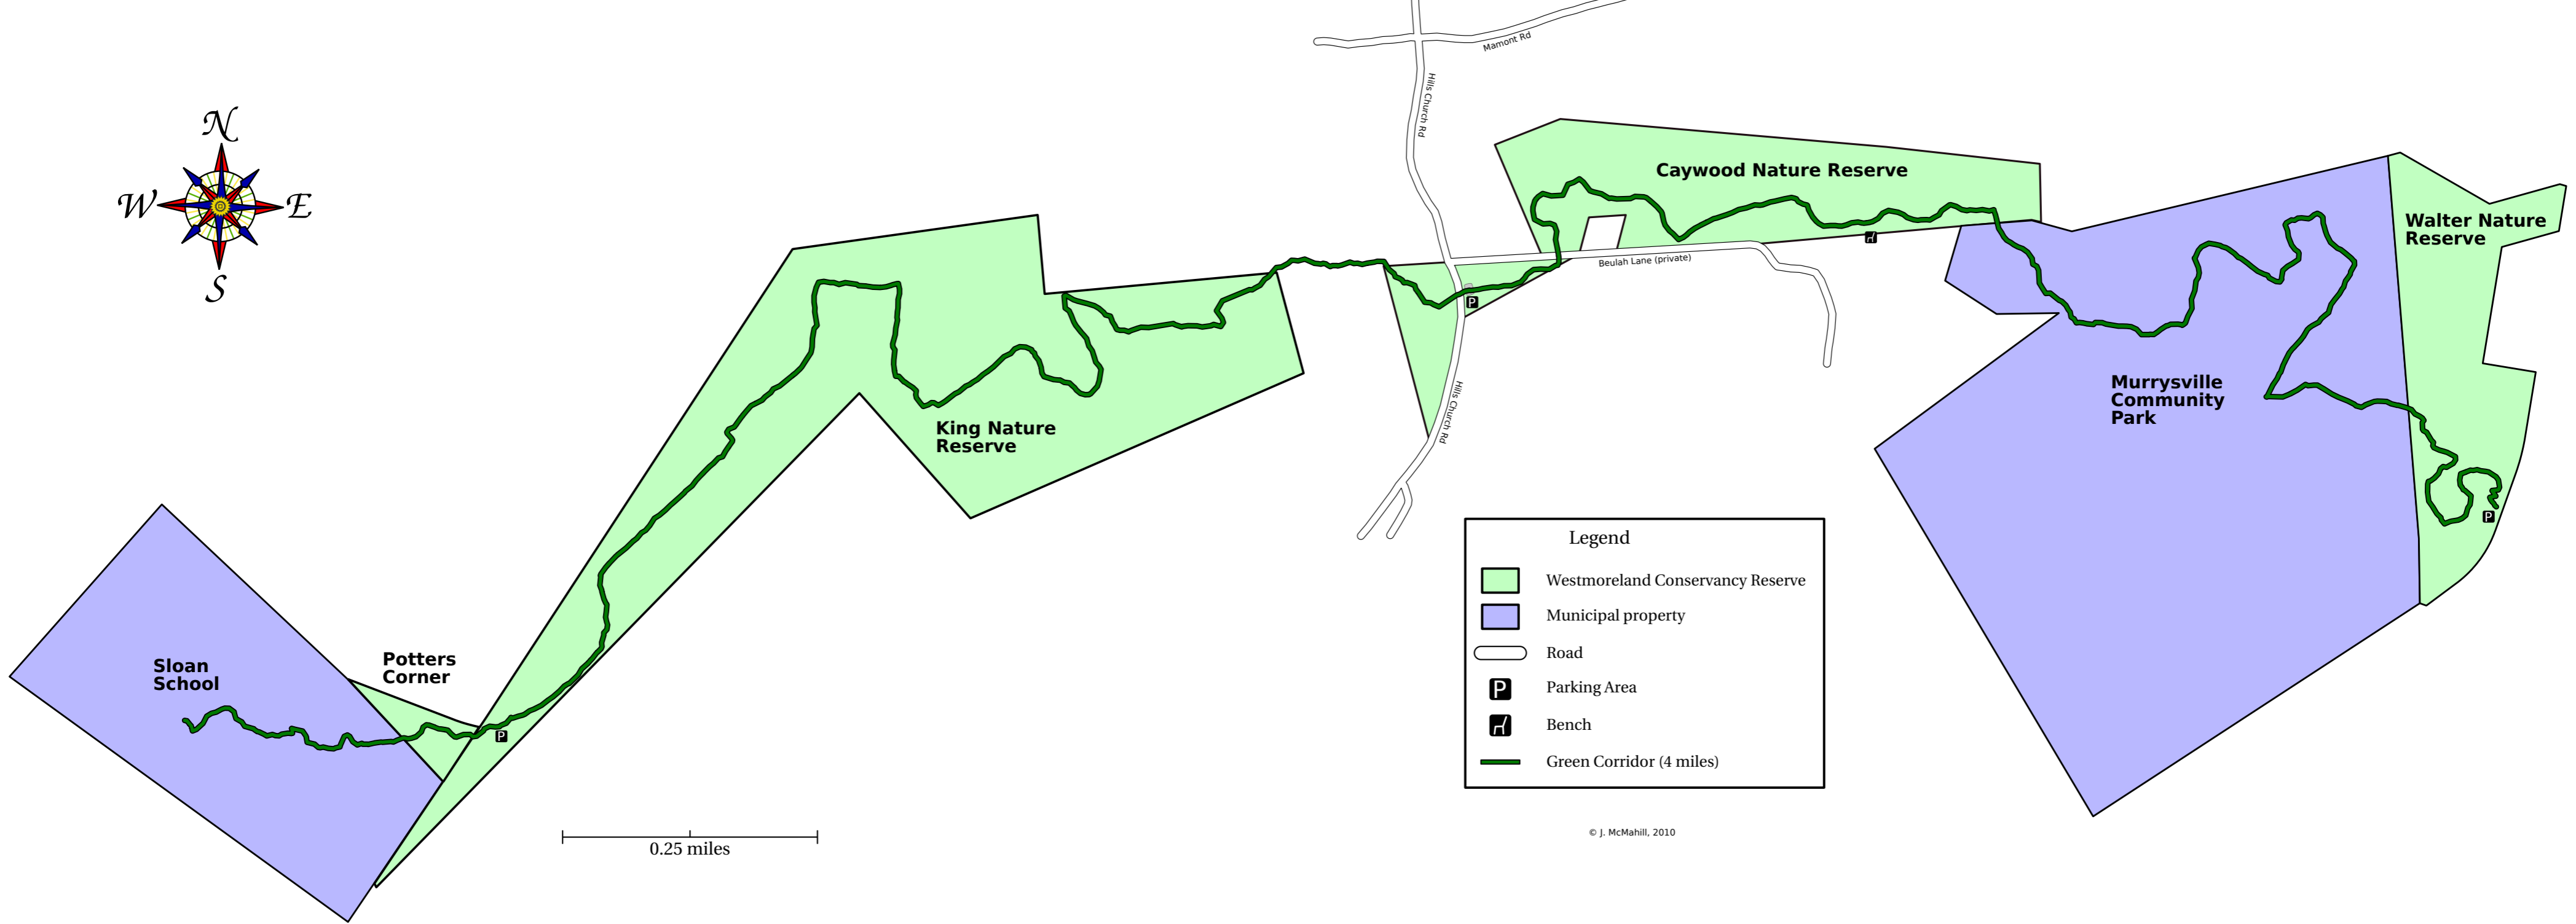 Mamont Rd
Hills Church Rd
N
W
E
S
Caywood Nature Reserve
Walter Nature
Reserve
Beulah Lane (private)
P
Murrysville
Community
Park
Hills Church Rd
King Nature
Reserve
P
Legend
Westmoreland Conservancy Reserve
Municipal property
Road
P
Parking Area
Bench
Green Corridor (4 miles)
Potters
Corner
Sloan
School
P
0.25 miles
© J. McMahill, 2010